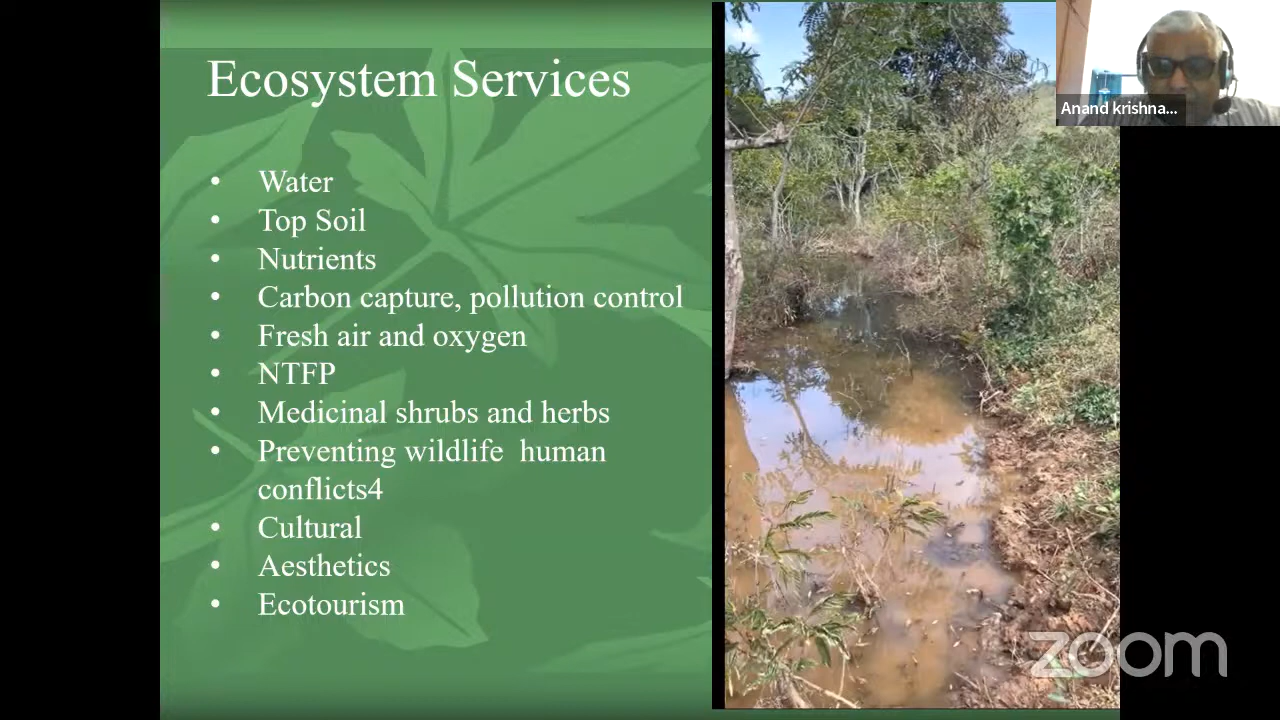 Ecosystem Services
• Water
• Top Soil
• Nutrients
• Carbon capture, pollution control
• Fresh air and oxygen
• NTFP
• Medicinal shrubs and herbs
• Preventing wildlife human
conflicts4
• Cultural
• Aesthetics
• Ecotourism
Anand krishna...
zoom